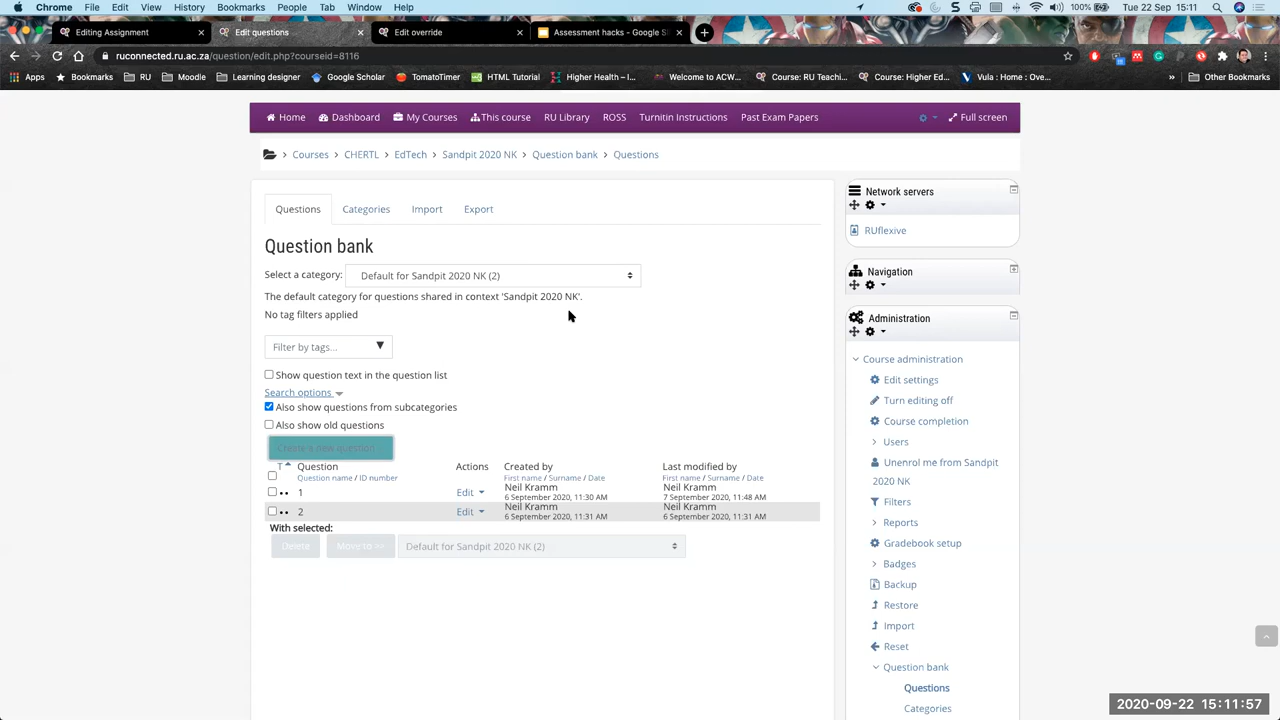 Chrome File Edit View History Bookmarks People Tab Window Help 100% Tue 22 Sep 15:11
Editing Assignment Edit questions Edit override Assessment hacks - Google Sl
ruconnected.ru.ac.za/question/edit.php?courseid=8116
Apps Bookmarks RU Moodle Learning designer Google Scholar TomatoTimer HTML Tutorial Higher Health – I... Welcome to ACW... Course: RU Teachi... Course: Higher Ed... Vula : Home : Ove... » Other Bookmarks
Home Dashboard My Courses This course RU Library ROSS Turnitin Instructions Past Exam Papers Full screen
Courses > CHERTL > EdTech > Sandpit 2020 NK > Question bank > Questions
Questions Categories Import Export
Question bank
Select a category: Default for Sandpit 2020 NK (2)
The default category for questions shared in context 'Sandpit 2020 NK'.
No tag filters applied
Filter by tags... ▼
Show question text in the question list
Search options
Also show questions from subcategories
Also show old questions
Create a new question ...
T Question Actions Created by Last modified by
Question name / ID number First name / Surname / Date First name / Surname / Date
1 Edit Neil Kramm Neil Kramm
6 September 2020, 11:30 AM 7 September 2020, 11:48 AM
2 Edit Neil Kramm Neil Kramm
6 September 2020, 11:31 AM 6 September 2020, 11:31 AM
With selected:
Delete Move to >> Default for Sandpit 2020 NK (2)
Network servers
RUflexive
Navigation
Administration
Course administration
Edit settings
Turn editing off
Course completion
Users
Unenrol me from Sandpit
2020 NK
Filters
Reports
Gradebook setup
Badges
Backup
Restore
Import
Reset
Question bank
Questions
Categories
2020-09-22 15:11:57